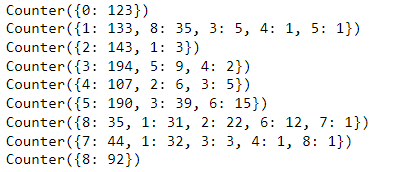 Counter({0: 123})
Counter({1: 133, 8: 35, 3: 5, 4: 1, 5: 1})
Counter({2: 143, 1: 3})
Counter({3: 194, 5: 9, 4: 2})
Counter({4: 107, 2: 6, 3: 5})
Counter({5: 190, 3: 39, 6: 15})
Counter({8: 35, 1: 31, 2: 22, 6: 12, 7: 1})
Counter({7: 44, 1: 32, 3: 3, 4: 1, 8: 1})
Counter({8: 92})